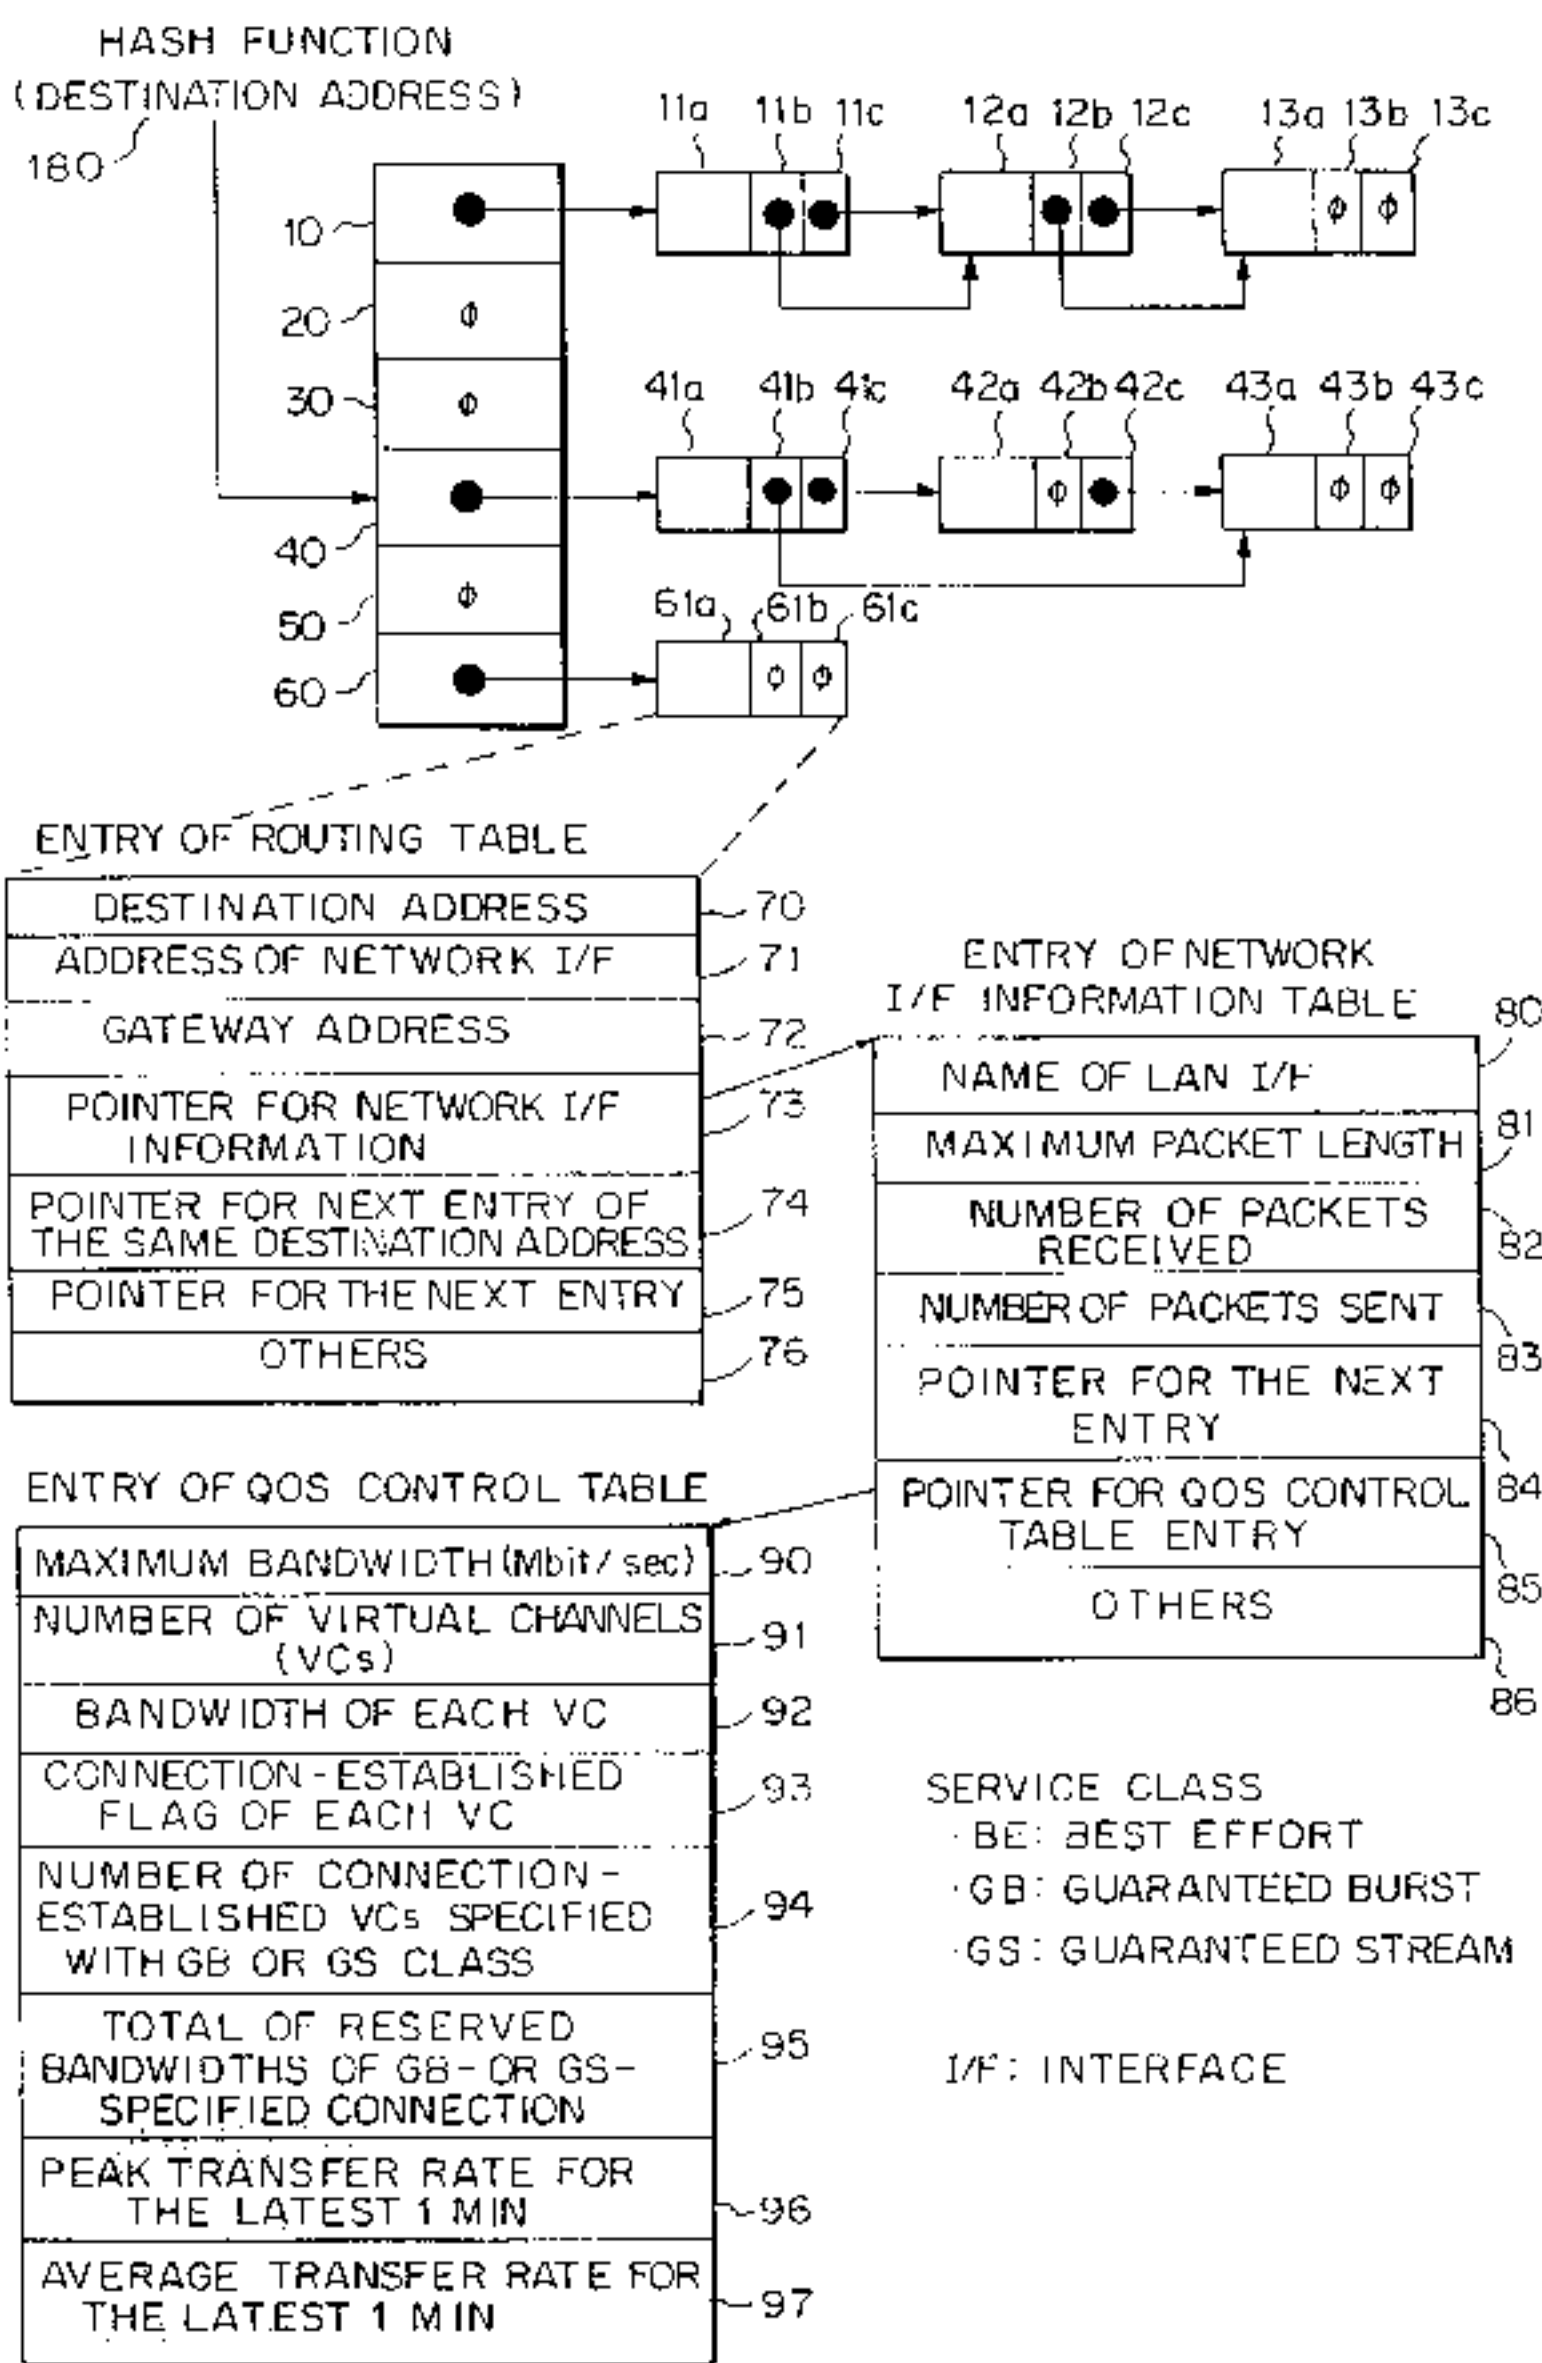 HASH FUNCTION
(DESTINATION ADDRESS)
180
11a 11b 11c 12a 12b 12c 13a 13b 13c
10
ϕ ϕ
20
ϕ
30
ϕ
41a 41b 41c 42a 42b 42c 43a 43b 43c
ϕ ϕ ϕ
40
50
ϕ
61a 61b 61c
60
ϕ ϕ
ENTRY OF ROUTING TABLE
DESTINATION ADDRESS 70
ADDRESS OF NETWORK I/F 71
GATEWAY ADDRESS 72
POINTER FOR NETWORK I/F 73
INFORMATION
POINTER FOR NEXT ENTRY OF 74
THE SAME DESTINATION ADDRESS
POINTER FOR THE NEXT ENTRY 75
OTHERS 76
ENTRY OF NETWORK
I/F INFORMATION TABLE
80
NAME OF LAN I/F
81
MAXIMUM PACKET LENGTH
NUMBER OF PACKETS
RECEIVED 82
NUMBER OF PACKETS SENT
83
POINTER FOR THE NEXT
ENTRY
84
POINTER FOR QOS CONTROL
TABLE ENTRY
85
OTHERS
86
ENTRY OF QOS CONTROL TABLE
MAXIMUM BANDWIDTH (Mbit/sec) 90
NUMBER OF VIRTUAL CHANNELS 91
(VCs)
BANDWIDTH OF EACH VC 92
CONNECTION-ESTABLISHED 93
FLAG OF EACH VC
NUMBER OF CONNECTION-
ESTABLISHED VCs SPECIFIED 94
WITH GB OR GS CLASS
TOTAL OF RESERVED 95
BANDWIDTHS OF GB- OR GS-
SPECIFIED CONNECTION
PEAK TRANSFER RATE FOR
THE LATEST 1 MIN 96
AVERAGE TRANSFER RATE FOR
THE LATEST 1 MIN 97
SERVICE CLASS
·BE: BEST EFFORT
·GB: GUARANTEED BURST
·GS: GUARANTEED STREAM
I/F: INTERFACE